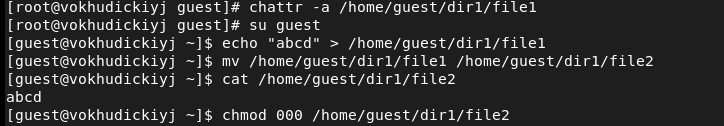 [root@vokhudickiyj guest]# chattr -a /home/guest/dir1/file1
[root@vokhudickiyj guest]# su guest
[guest@vokhudickiyj ~]$ echo "abcd" > /home/guest/dir1/file1
[guest@vokhudickiyj ~]$ mv /home/guest/dir1/file1 /home/guest/dir1/file2
[guest@vokhudickiyj ~]$ cat /home/guest/dir1/file2
abcd
[guest@vokhudickiyj ~]$ chmod 000 /home/guest/dir1/file2